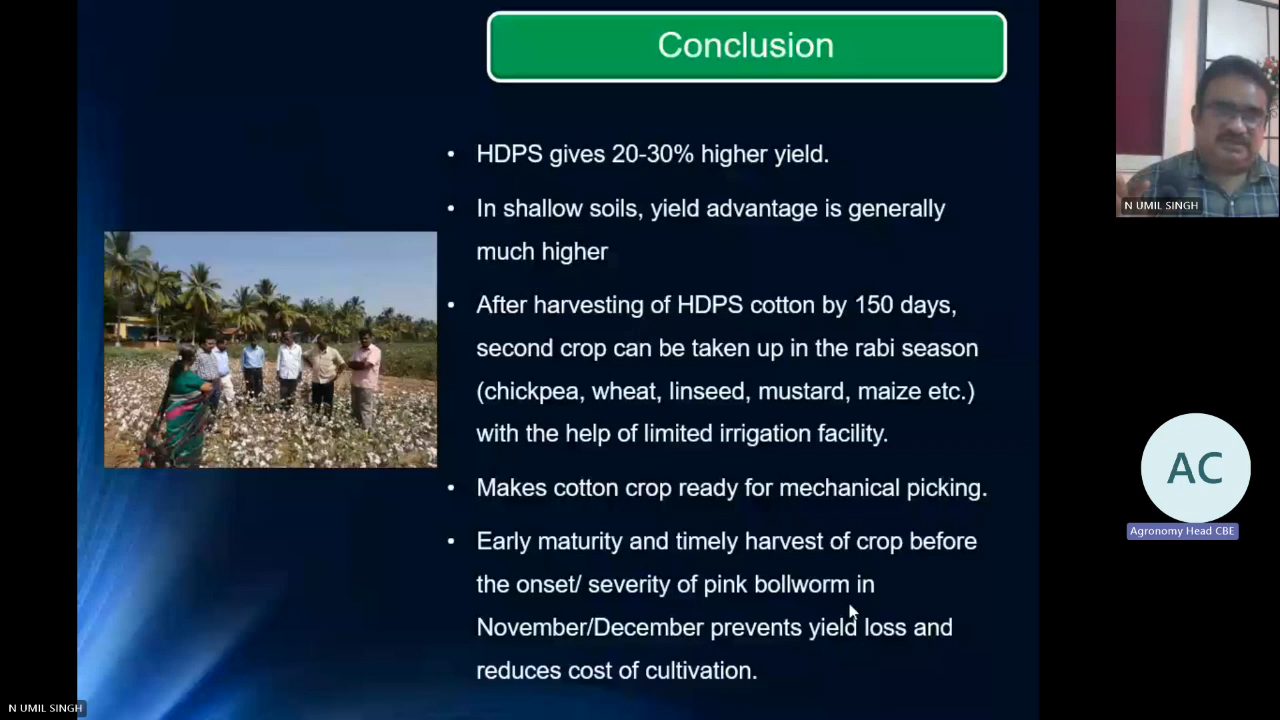 Conclusion
• HDPS gives 20-30% higher yield.
• In shallow soils, yield advantage is generally
much higher
• After harvesting of HDPS cotton by 150 days,
second crop can be taken up in the rabi season
(chickpea, wheat, linseed, mustard, maize etc.)
with the help of limited irrigation facility.
• Makes cotton crop ready for mechanical picking.
• Early maturity and timely harvest of crop before
the onset/ severity of pink bollworm in
November/December prevents yield loss and
reduces cost of cultivation.
N UMIL SINGH
AC
Agronomy Head CBE
N UMIL SINGH